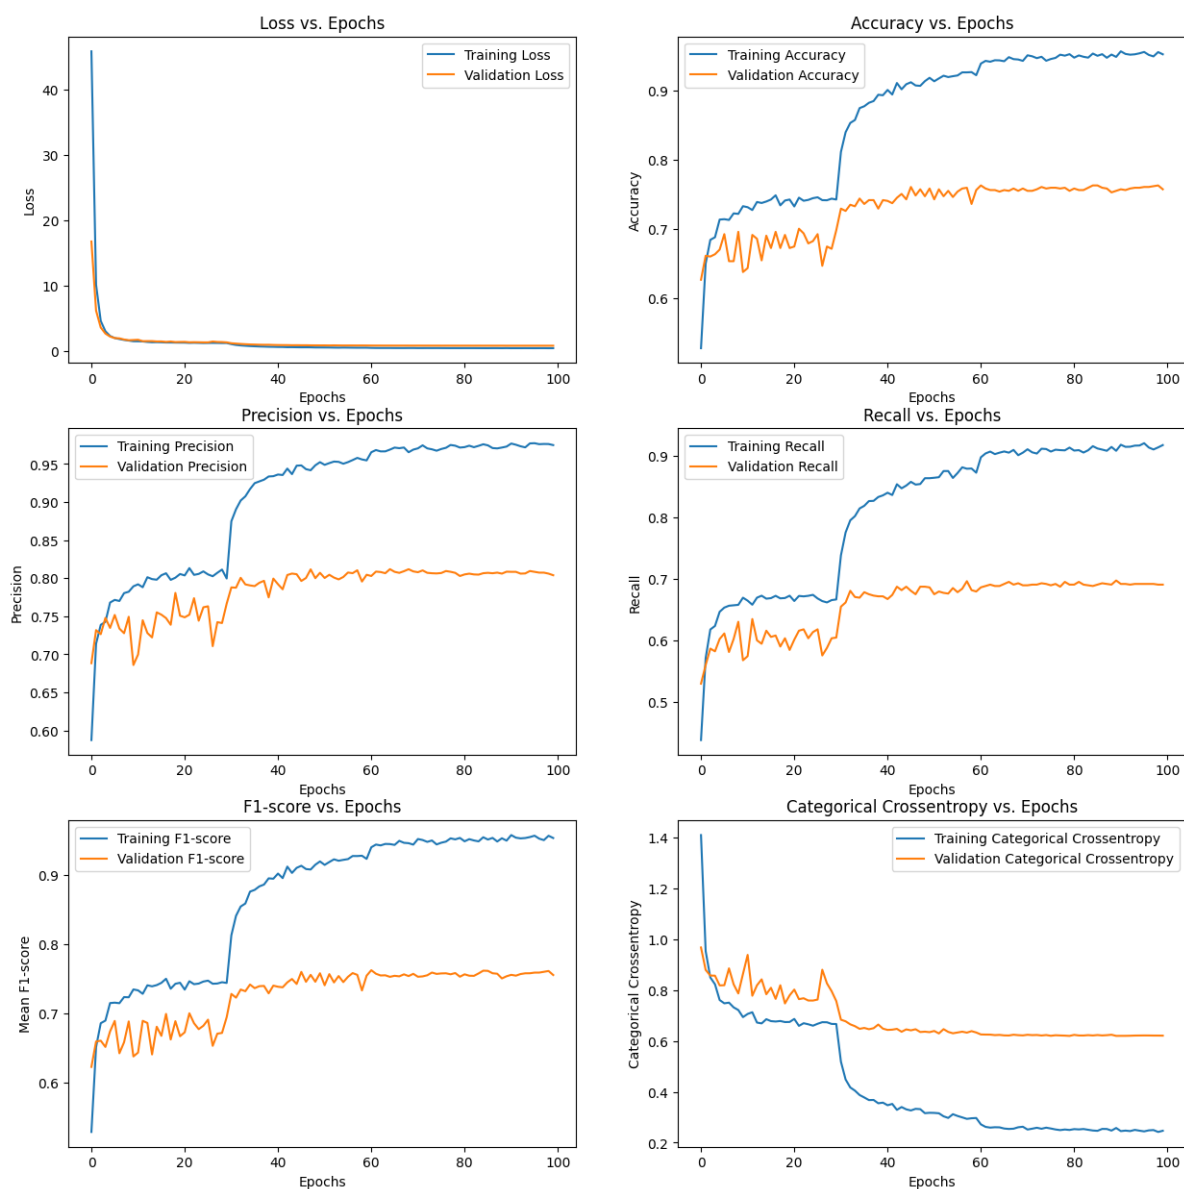 Loss vs. Epochs
Training Loss
Validation Loss
Loss
40
30
20
10
0
0 20 40 60 80 100
Epochs
Accuracy vs. Epochs
Training Accuracy
Validation Accuracy
Accuracy
0.9
0.8
0.7
0.6
0 20 40 60 80 100
Epochs
Precision vs. Epochs
Training Precision
Validation Precision
Precision
0.95
0.90
0.85
0.80
0.75
0.70
0.65
0.60
0 20 40 60 80 100
Epochs
Recall vs. Epochs
Training Recall
Validation Recall
Recall
0.9
0.8
0.7
0.6
0.5
0 20 40 60 80 100
Epochs
F1-score vs. Epochs
Training F1-score
Validation F1-score
Mean F1-score
0.9
0.8
0.7
0.6
0 20 40 60 80 100
Epochs
Categorical Crossentropy vs. Epochs
Training Categorical Crossentropy
Validation Categorical Crossentropy
Categorical Crossentropy
1.4
1.2
1.0
0.8
0.6
0.4
0.2
0 20 40 60 80 100
Epochs